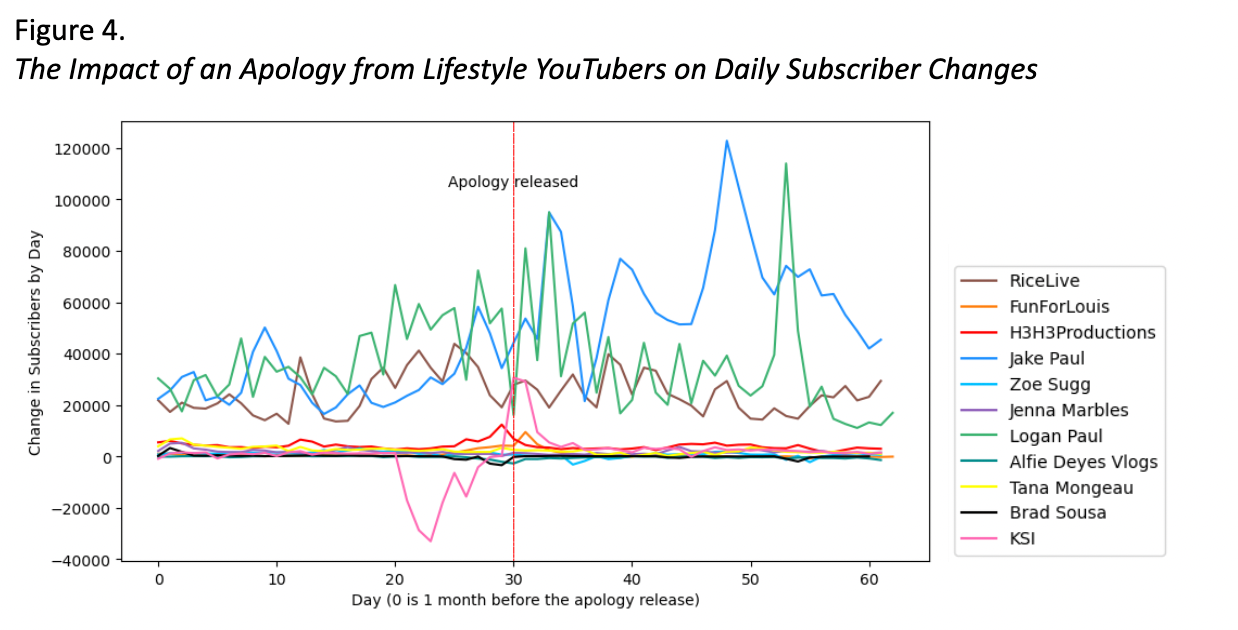 Figure 4.
The Impact of an Apology from Lifestyle YouTubers on Daily Subscriber Changes
120000
100000
80000
60000
40000
20000
0
−20000
−40000
Change in Subscribers by Day
Apology released
0 10 20 30 40 50 60
Day (0 is 1 month before the apology release)
RiceLive
FunForLouis
H3H3Productions
Jake Paul
Zoe Sugg
Jenna Marbles
Logan Paul
Alfie Deyes Vlogs
Tana Mongeau
Brad Sousa
KSI